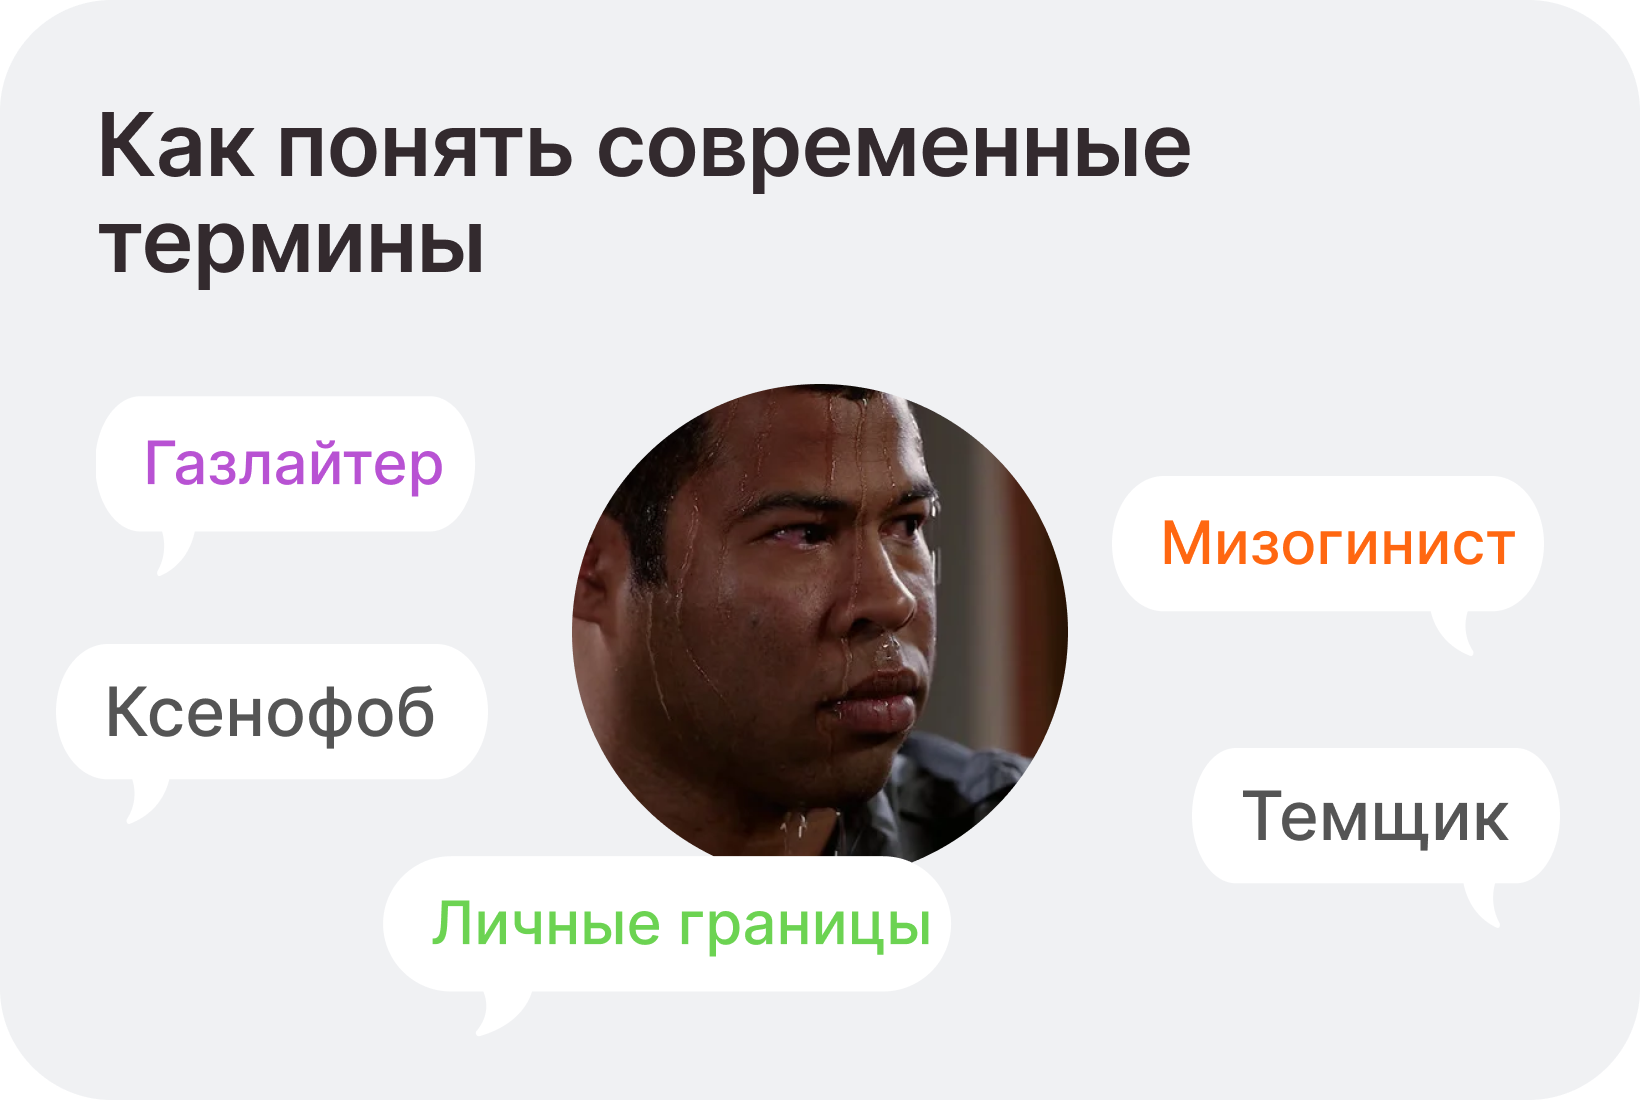 Как понять современные
термины
Газлайтер
Мизогинист
Ксенофоб
Темщик
Личные границы